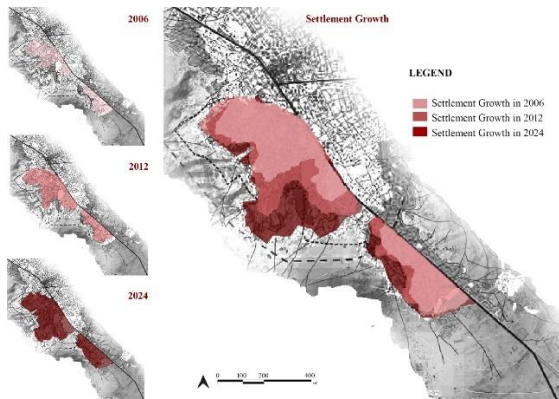 2006
Settlement Growth
LEGEND
Settlement Growth in 2006
Settlement Growth in 2012
Settlement Growth in 2024
2012
2024
0 100 200 400